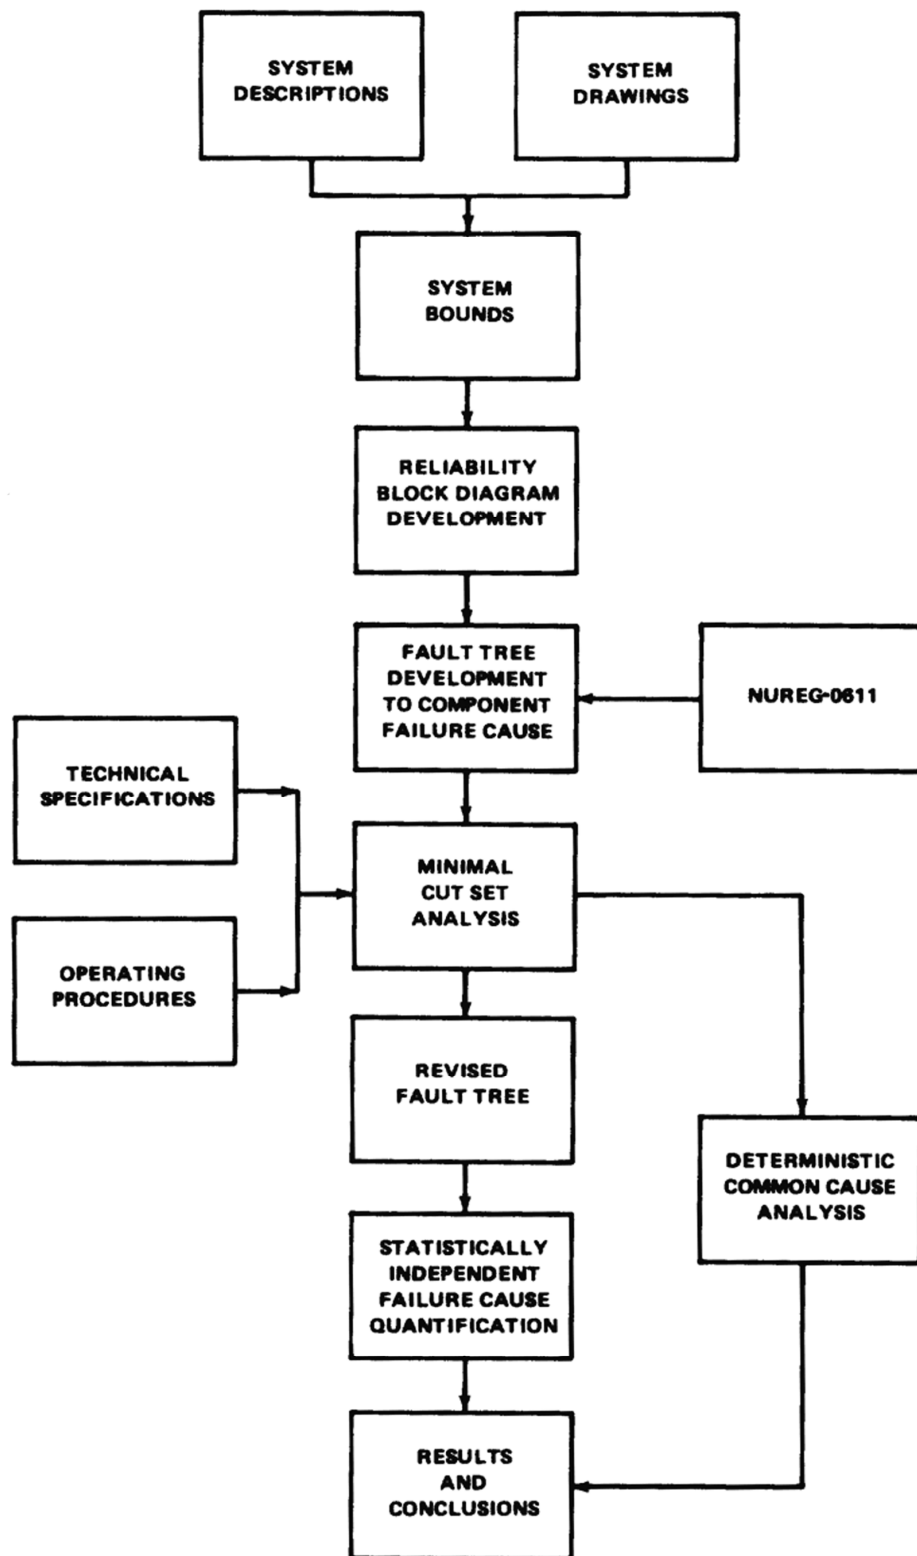 SYSTEM
DESCRIPTIONS
SYSTEM
DRAWINGS
SYSTEM
BOUNDS
RELIABILITY
BLOCK DIAGRAM
DEVELOPMENT
FAULT TREE
DEVELOPMENT
TO COMPONENT
FAILURE CAUSE
NUREG-0611
TECHNICAL
SPECIFICATIONS
MINIMAL
CUT SET
ANALYSIS
OPERATING
PROCEDURES
REVISED
FAULT TREE
DETERMINISTIC
COMMON CAUSE
ANALYSIS
STATISTICALLY
INDEPENDENT
FAILURE CAUSE
QUANTIFICATION
RESULTS
AND
CONCLUSIONS